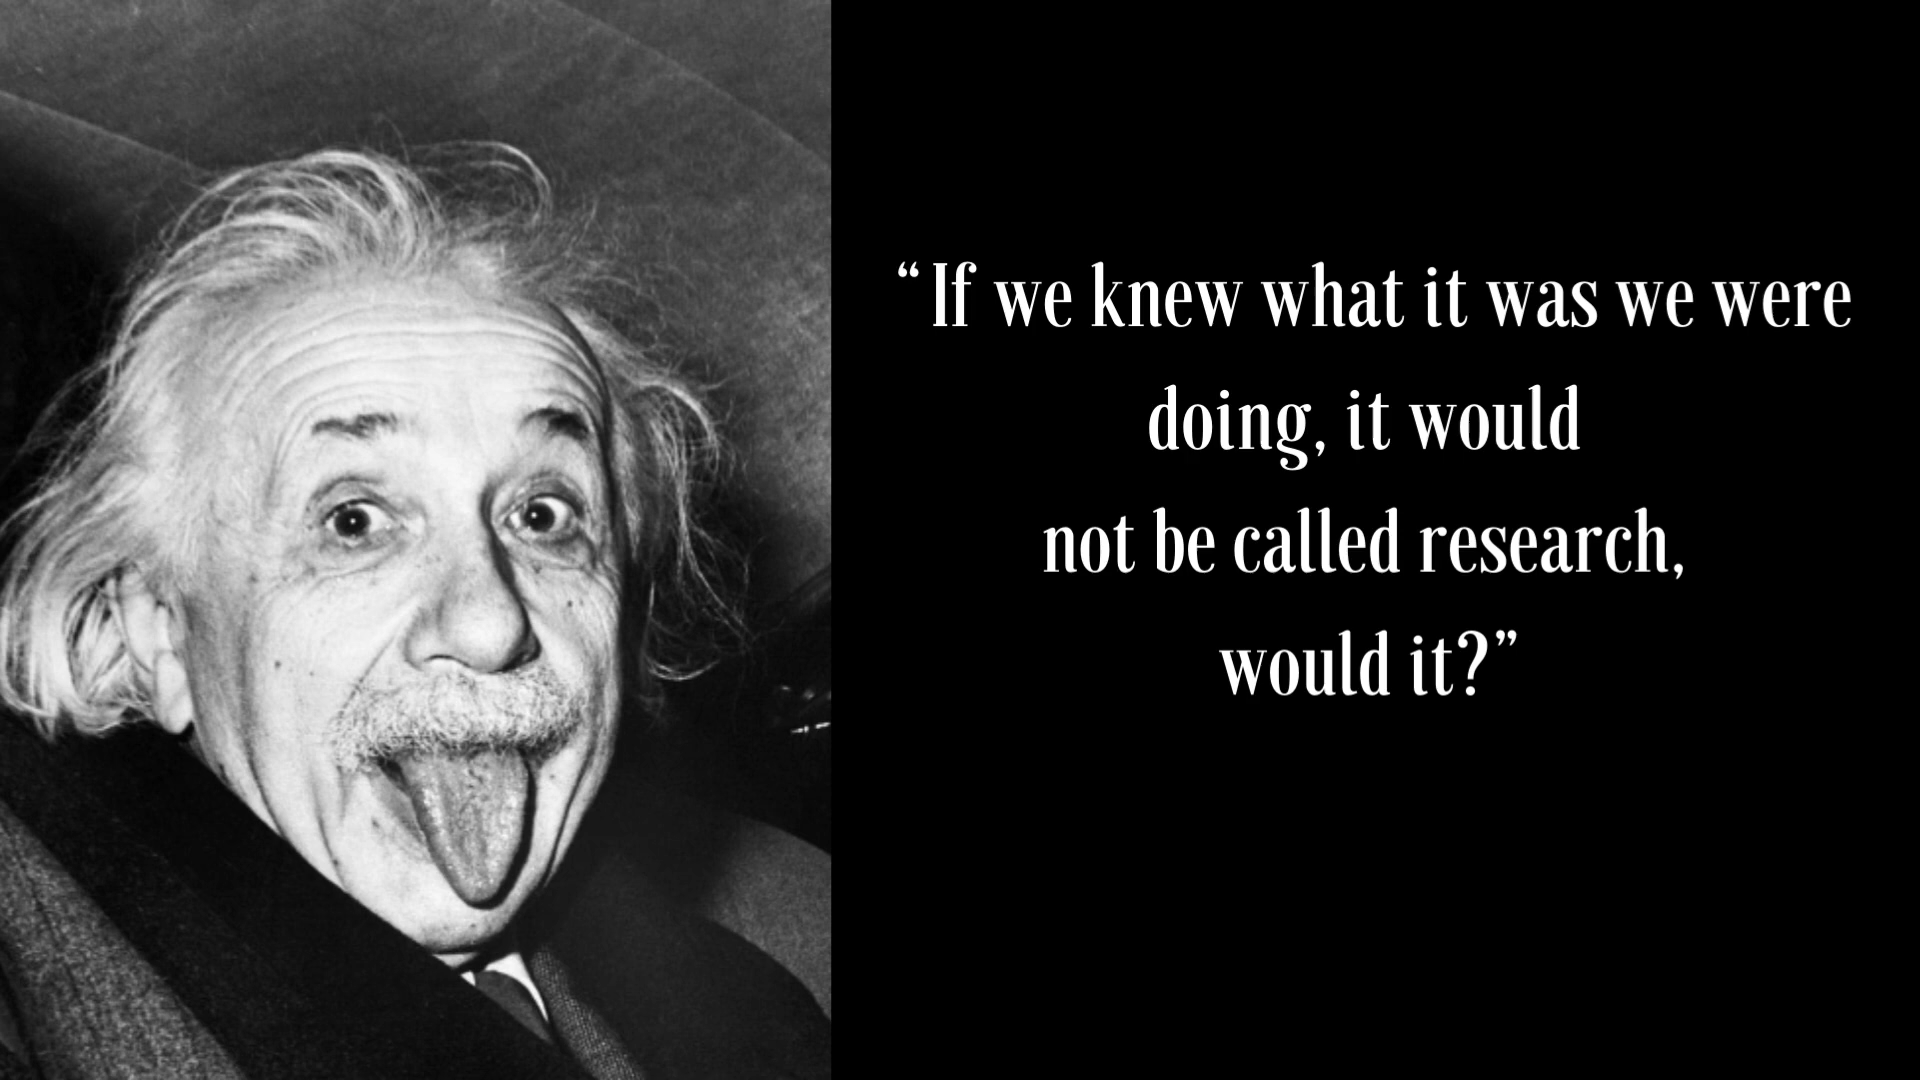 “If we knew what it was we were
doing, it would
not be called research,
would it?”